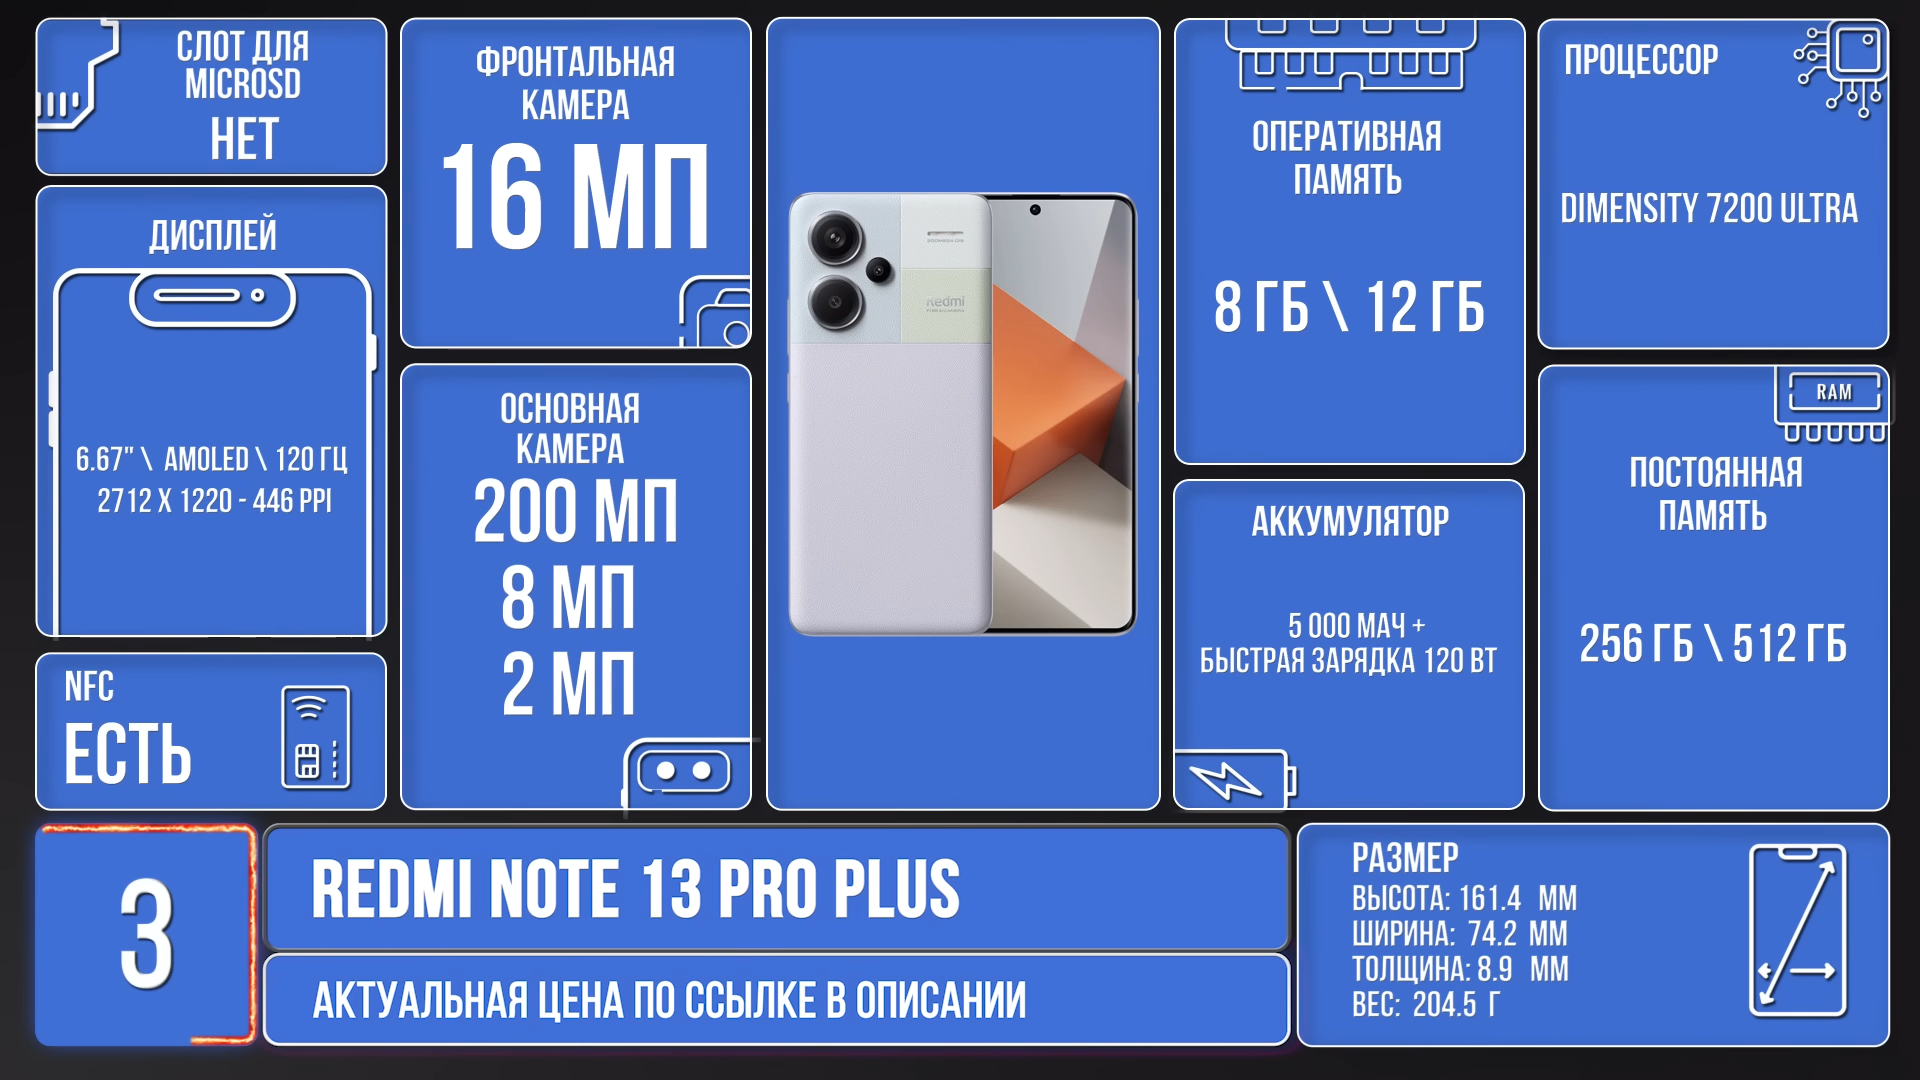 СЛОТ ДЛЯ
MICROSD
НЕТ
ДИСПЛЕЙ
6.67" \ AMOLED \ 120 ГЦ
2712 X 1220 - 446 PPI
NFC
ЕСТЬ
ФРОНТАЛЬНАЯ
КАМЕРА
16 МП
ОСНОВНАЯ
КАМЕРА
200 МП
8 МП
2 МП
Redmi
ОПЕРАТИВНАЯ
ПАМЯТЬ
8 ГБ \ 12 ГБ
АККУМУЛЯТОР
5 000 МАЧ +
БЫСТРАЯ ЗАРЯДКА 120 ВТ
ПРОЦЕССОР
DIMENSITY 7200 ULTRA
RAM
ПОСТОЯННАЯ
ПАМЯТЬ
256 ГБ \ 512 ГБ
3
REDMI NOTE 13 PRO PLUS
АКТУАЛЬНАЯ ЦЕНА ПО ССЫЛКЕ В ОПИСАНИИ
РАЗМЕР
ВЫСОТА: 161.4 ММ
ШИРИНА: 74.2 ММ
ТОЛЩИНА: 8.9 ММ
ВЕС: 204.5 Г